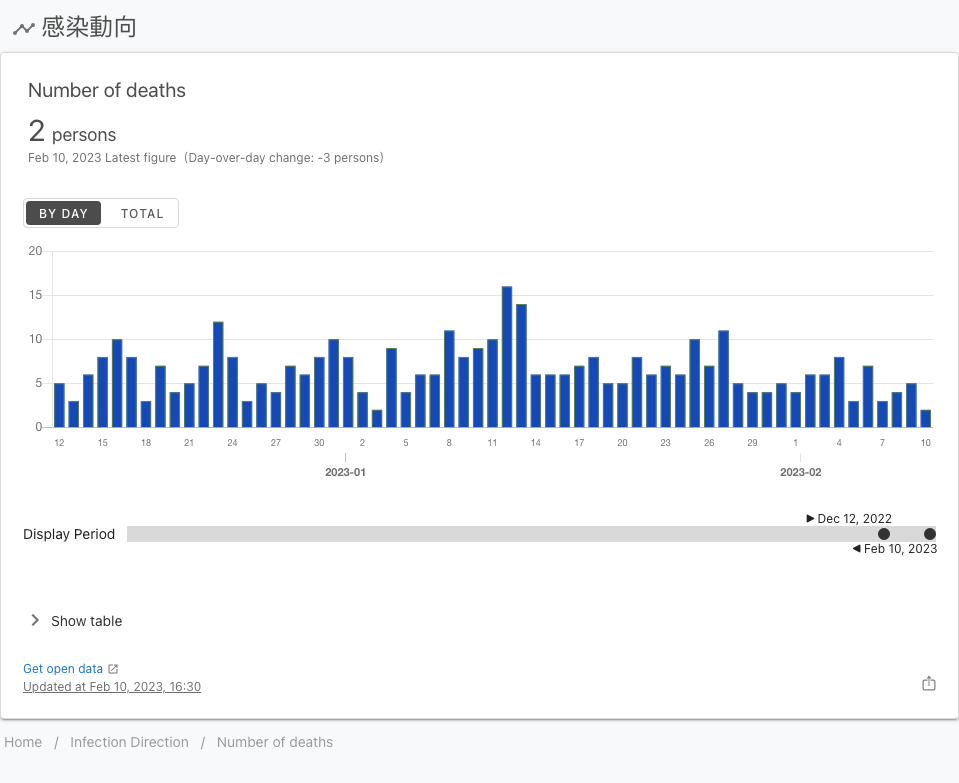 感染動向
Number of deaths
2 persons
Feb 10, 2023 Latest figure (Day-over-day change: -3 persons)
BY DAY TOTAL
20
15
10
5
0
12 15 18 21 24 27 30 2 5 8 11 14 17 20 23 26 29 1 4 7 10
2023-01 2023-02
Dec 12, 2022
Display Period
Feb 10, 2023
Show table
Get open data
Updated at Feb 10, 2023, 16:30
Home / Infection Direction / Number of deaths